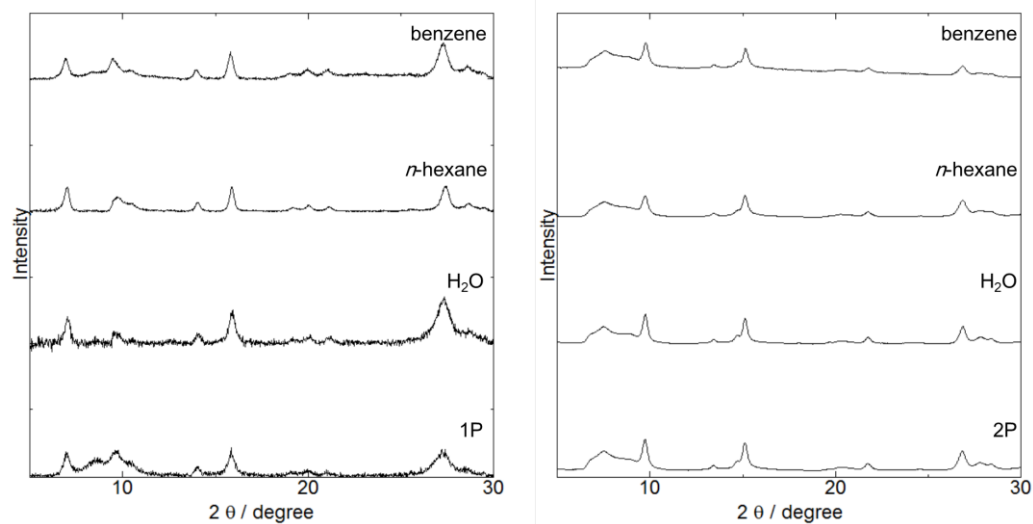 benzene
n-hexane
H₂O
1P
Intensity
10
20
30
2 θ / degree
benzene
n-hexane
H₂O
2P
Intensity
10
20
30
2 θ / degree